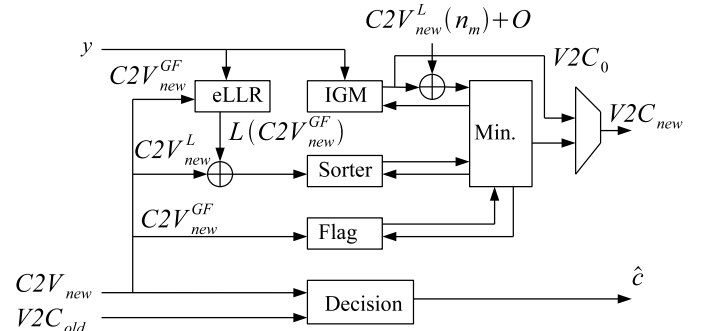 C2V^L_new(n_m)+O
y
V2C_0
C2V^GF_new
eLLR
IGM
V2C_new
L(C2V^GF_new)
Min.
C2V^L_new
Sorter
C2V^GF_new
Flag
C2V_new
ĉ
Decision
V2C_old